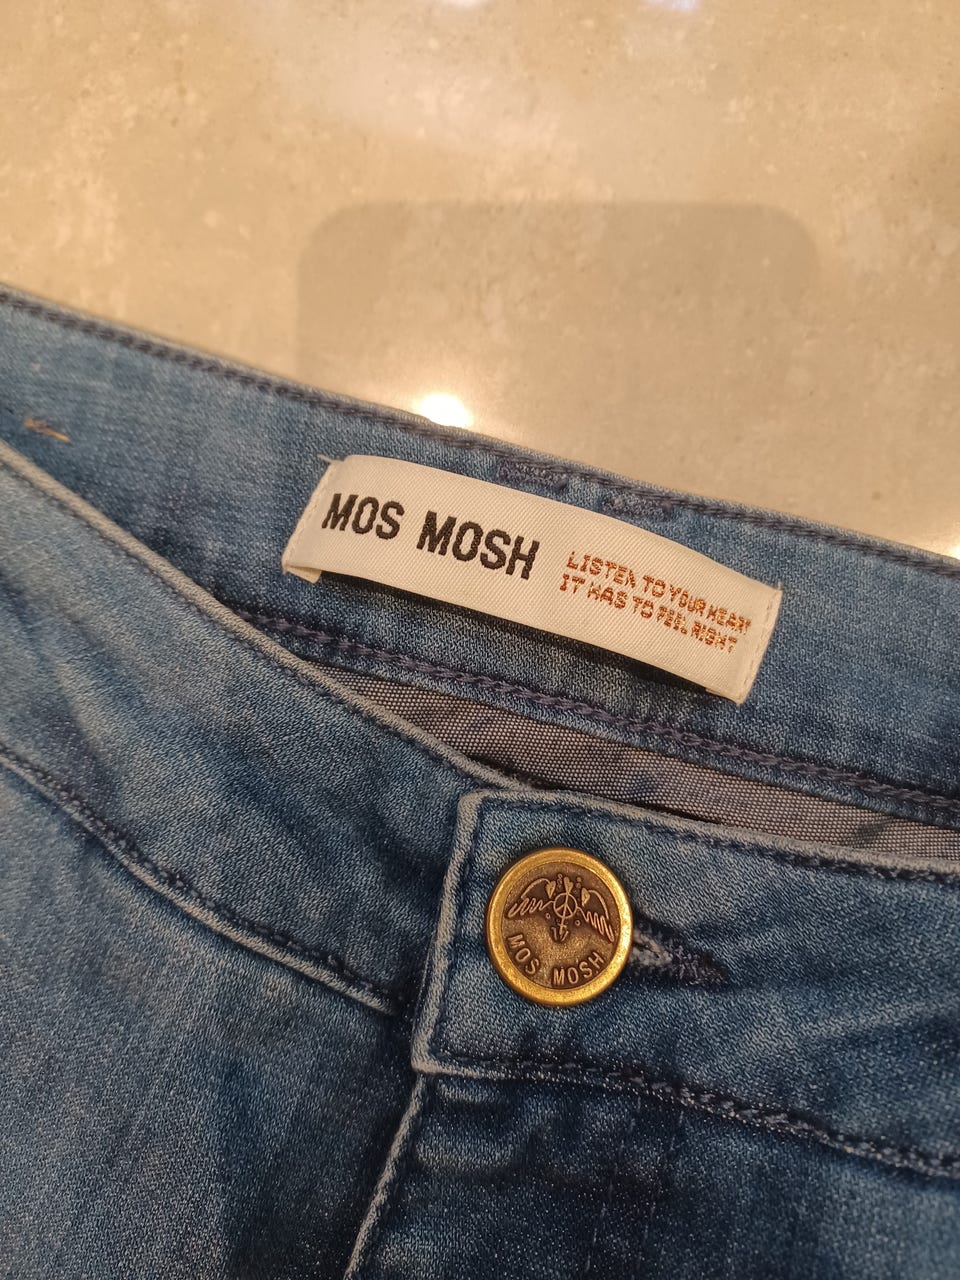 MOS MOSH
LISTEN TO YOUR HEART
IT HAS TO FEEL RIGHT
MOS MOSH